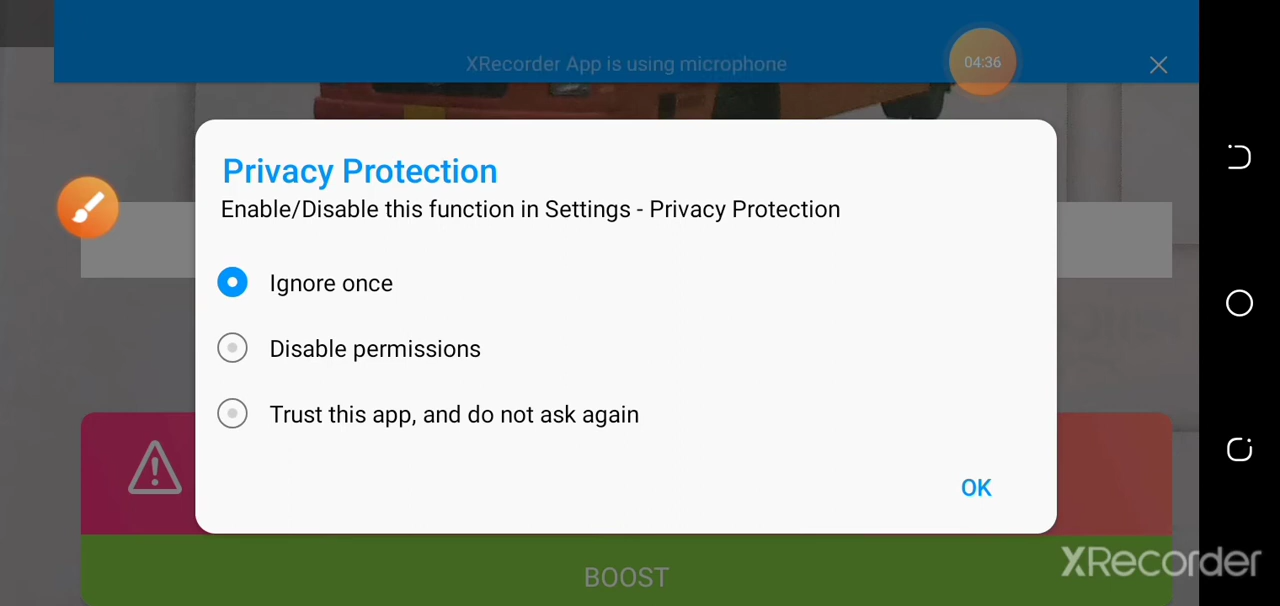 XRecorder App is using microphone
04:36
Privacy Protection
Enable/Disable this function in Settings - Privacy Protection
Ignore once
Disable permissions
Trust this app, and do not ask again
OK
BOOST
XRecorder